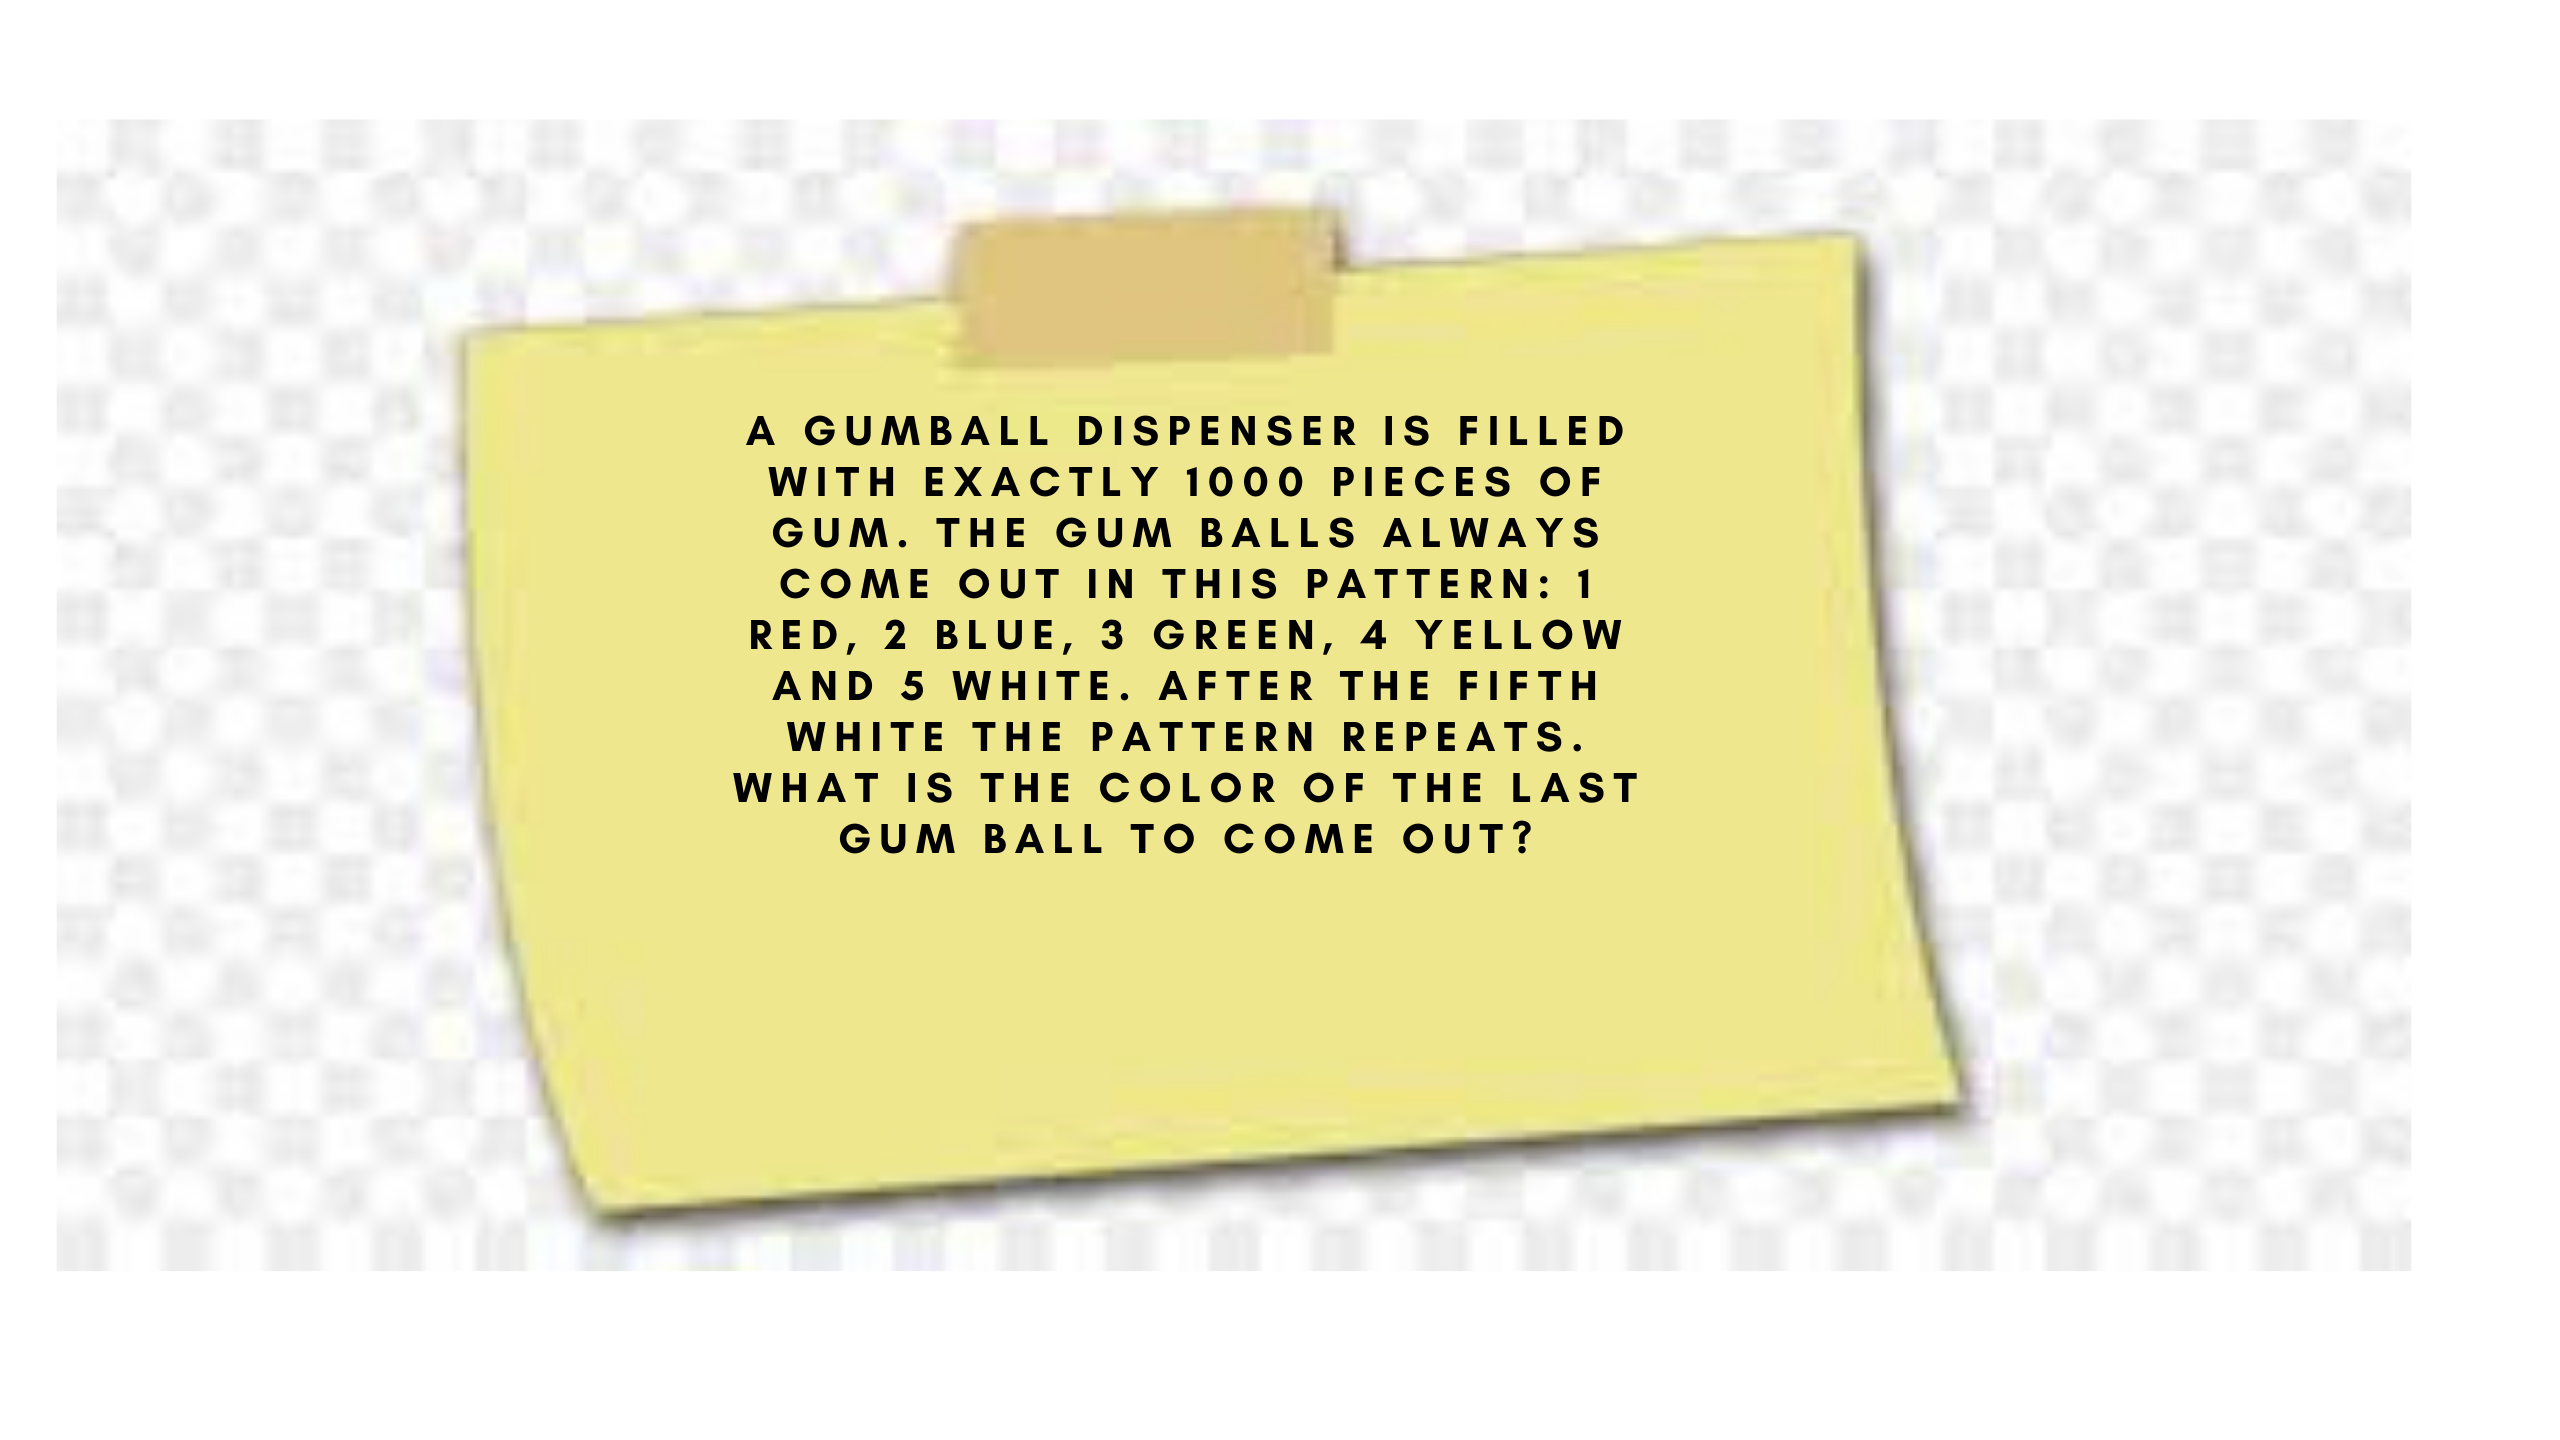 A GUMBALL DISPENSER IS FILLED
WITH EXACTLY 1000 PIECES OF
GUM. THE GUM BALLS ALWAYS
COME OUT IN THIS PATTERN: 1
RED, 2 BLUE, 3 GREEN, 4 YELLOW
AND 5 WHITE. AFTER THE FIFTH
WHITE THE PATTERN REPEATS.
WHAT IS THE COLOR OF THE LAST
GUM BALL TO COME OUT?